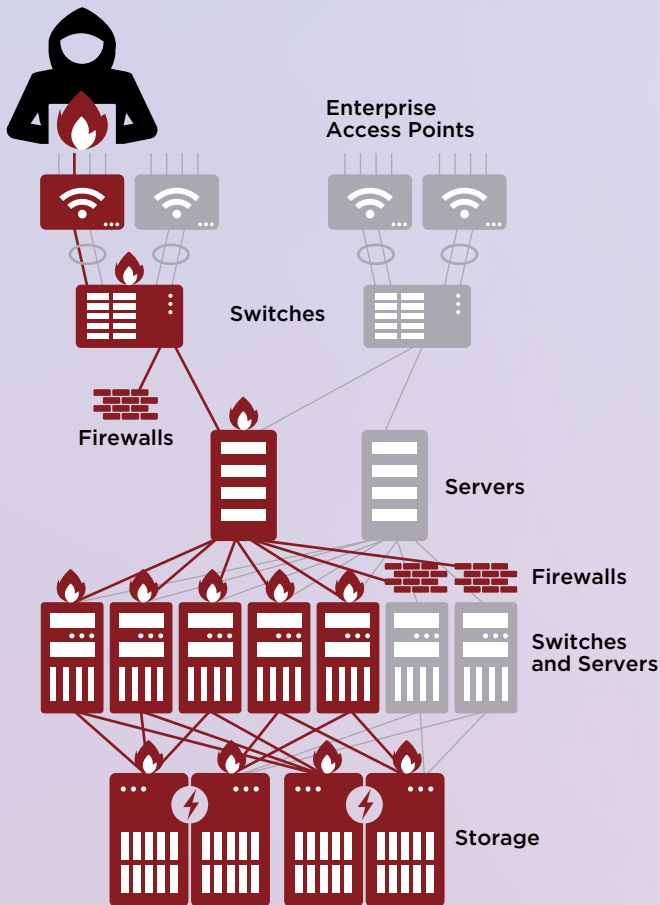 Enterprise
Access Points
Switches
Firewalls
Servers
Firewalls
Switches
and Servers
Storage